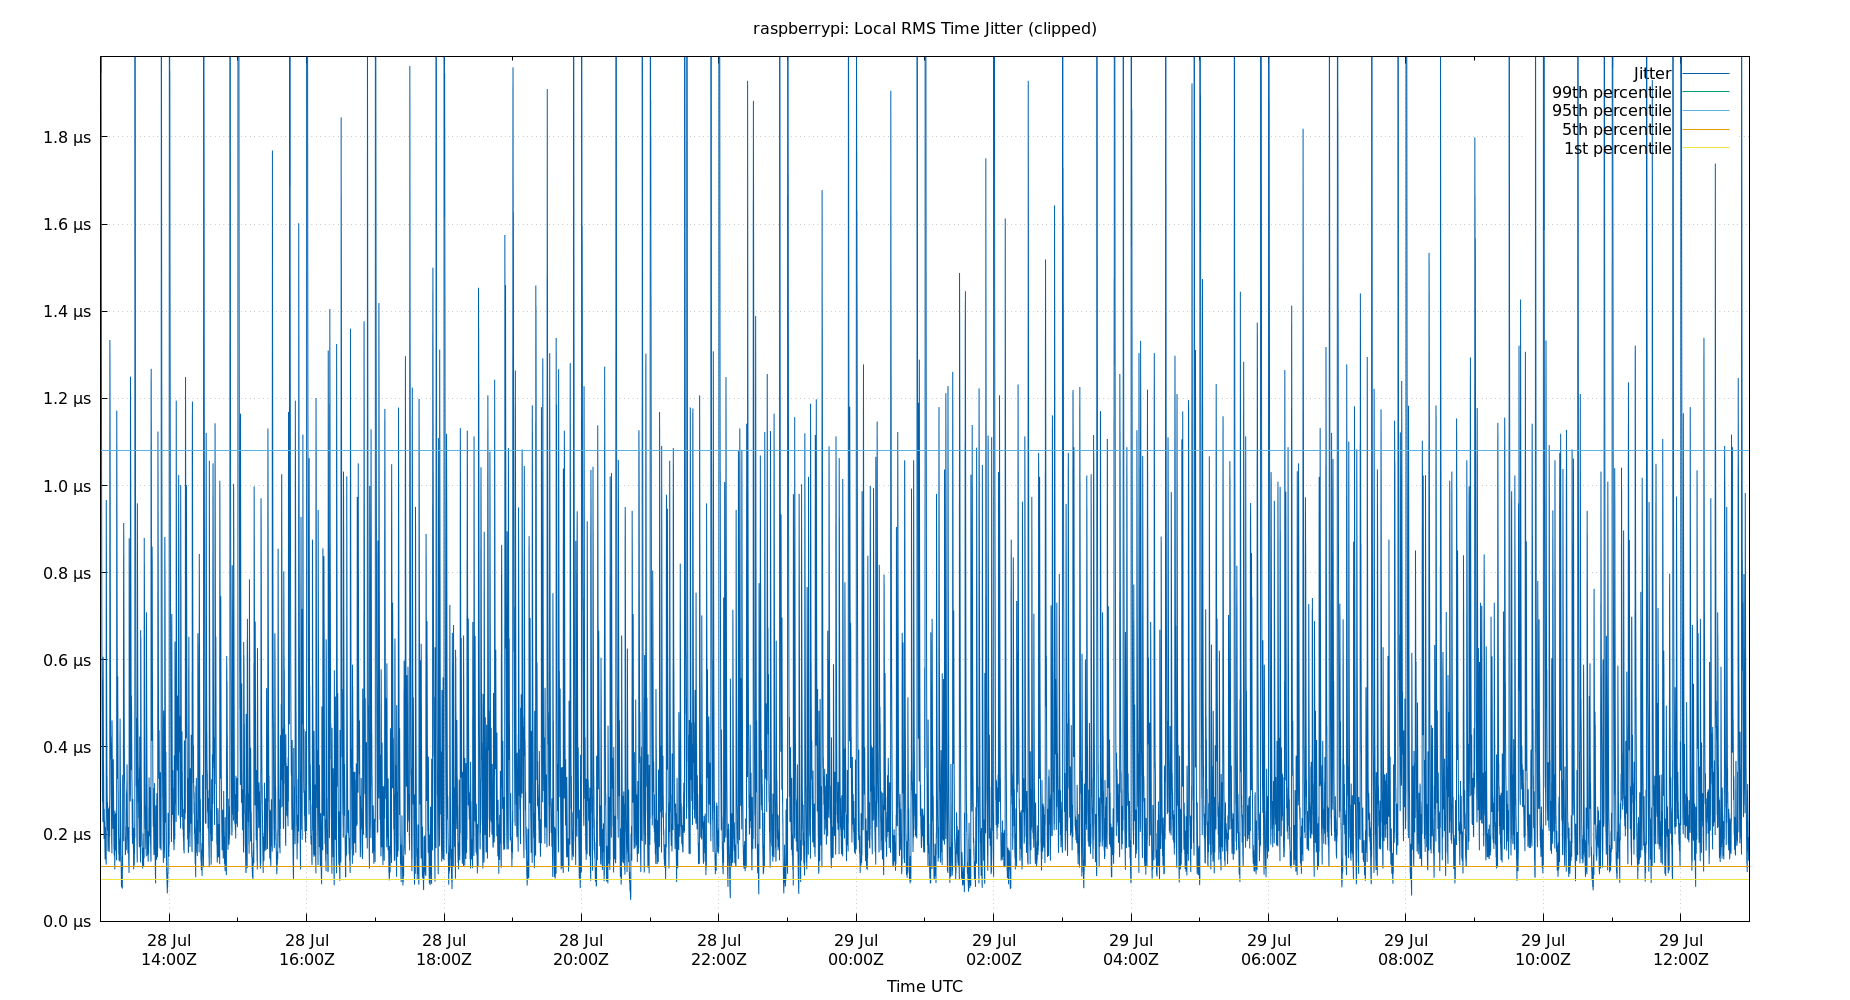 raspberrypi: Local RMS Time Jitter (clipped)
Jitter
99th percentile
95th percentile
5th percentile
1st percentile
1.8 μs
1.6 μs
1.4 μs
1.2 μs
1.0 μs
0.8 μs
0.6 μs
0.4 μs
0.2 μs
0.0 μs
28 Jul 28 Jul 28 Jul 28 Jul 28 Jul 29 Jul 29 Jul 29 Jul 29 Jul 29 Jul 29 Jul 29 Jul
14:00Z 16:00Z 18:00Z 20:00Z 22:00Z 00:00Z 02:00Z 04:00Z 06:00Z 08:00Z 10:00Z 12:00Z
Time UTC